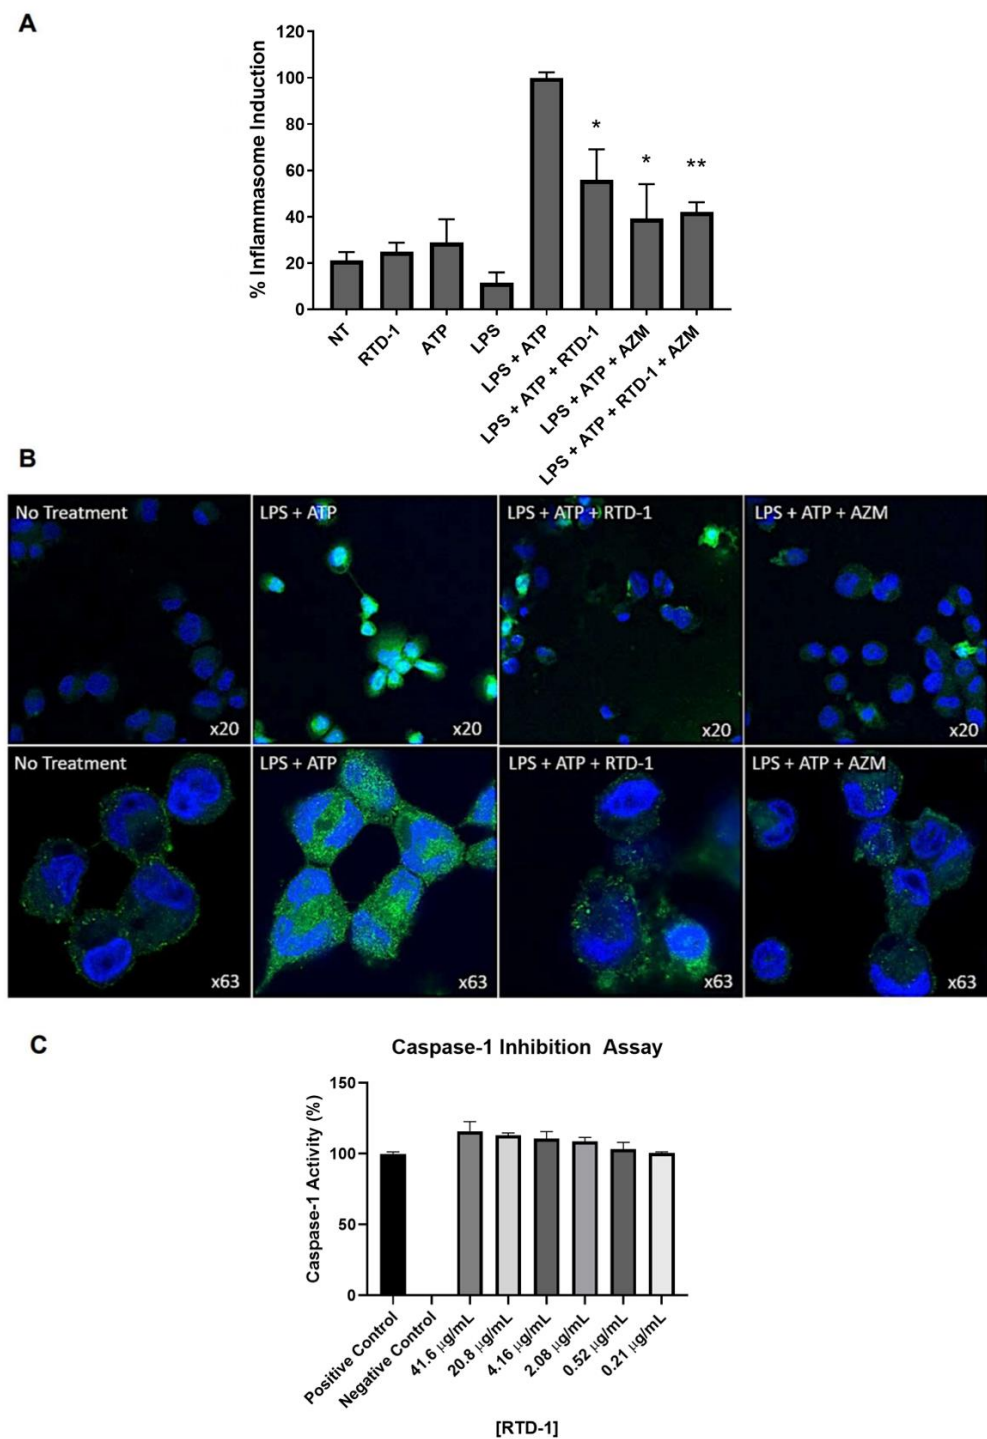 A
% Inflammasome Induction
120
100
80
60
40
20
0
*
*
**
NT
RTD-1
ATP
LPS
LPS + ATP
LPS + ATP + RTD-1
LPS + ATP + AZM
LPS + ATP + RTD-1 + AZM
B
No Treatment
x20
LPS + ATP
x20
LPS + ATP + RTD-1
x20
LPS + ATP + AZM
x20
No Treatment
x63
LPS + ATP
x63
LPS + ATP + RTD-1
x63
LPS + ATP + AZM
x63
C
Caspase-1 Inhibition Assay
Caspase-1 Activity (%)
150
100
50
0
Positive Control
Negative Control
41.6 µg/mL
20.8 µg/mL
4.16 µg/mL
2.08 µg/mL
0.52 µg/mL
0.21 µg/mL
[RTD-1]